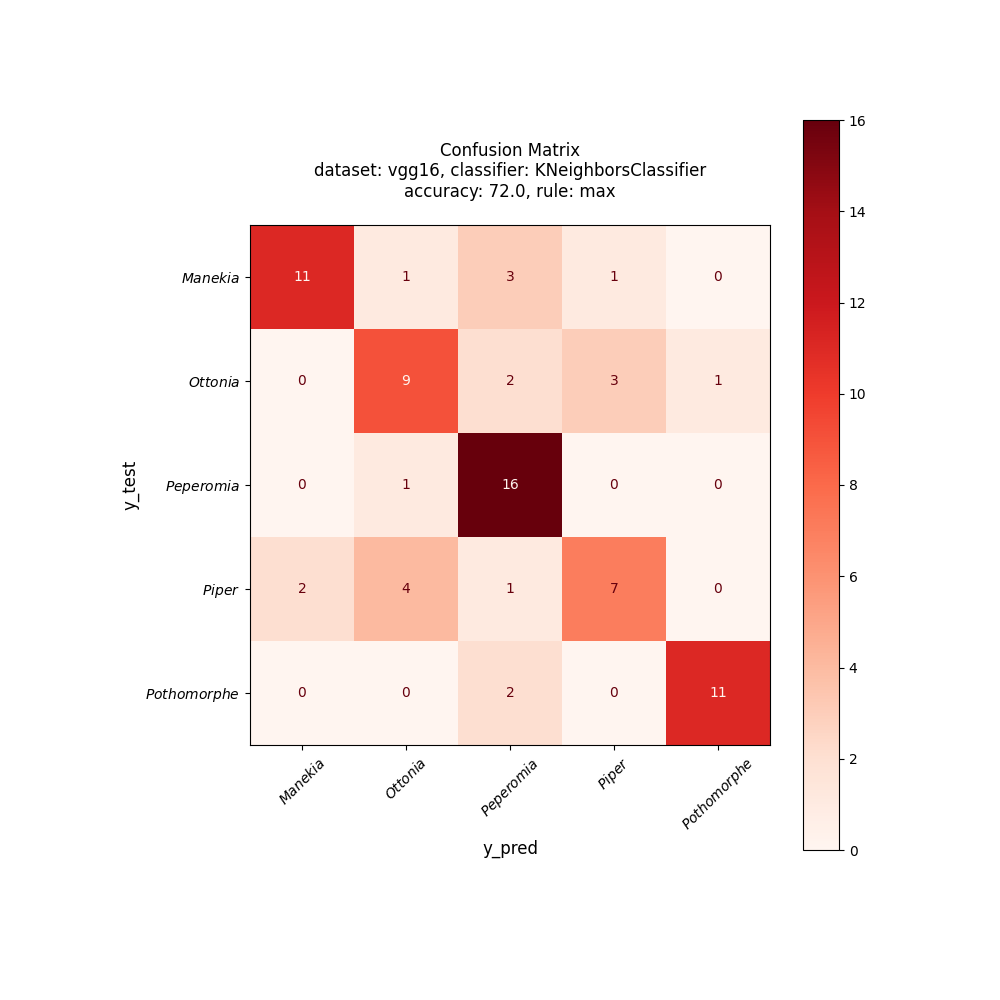 Confusion Matrix
dataset: vgg16, classifier: KNeighborsClassifier
accuracy: 72.0, rule: max
Manekia 11 1 3 1 0
Ottonia 0 9 2 3 1
Peperomia 0 1 16 0 0
Piper 2 4 1 7 0
Pothomorphe 0 0 2 0 11
Manekia Ottonia Peperomia Piper Pothomorphe
y_pred
y_test
16
14
12
10
8
6
4
2
0